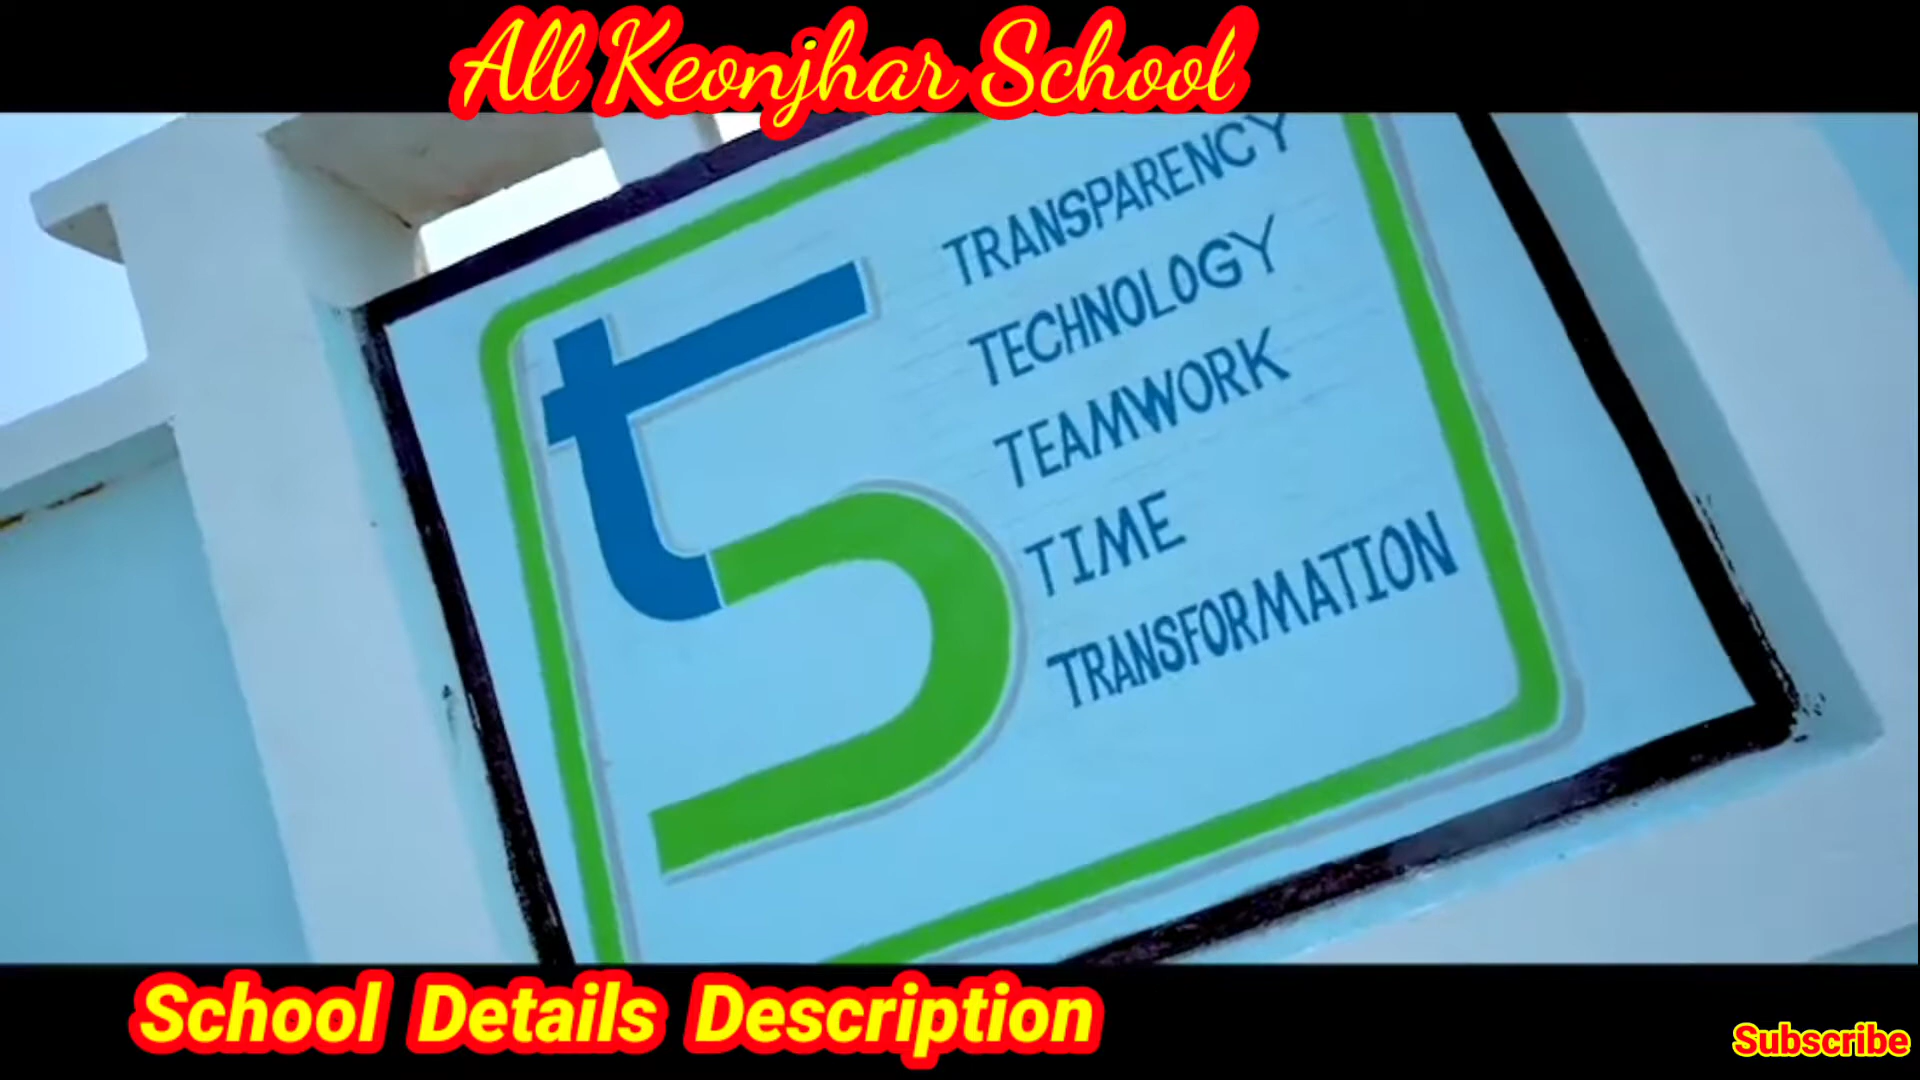 All Keonjhar School
TRANSPARENCY
TECHNOLOGY
TEAMWORK
TIME
TRANSFORMATION
5
School Details Description
Subscribe